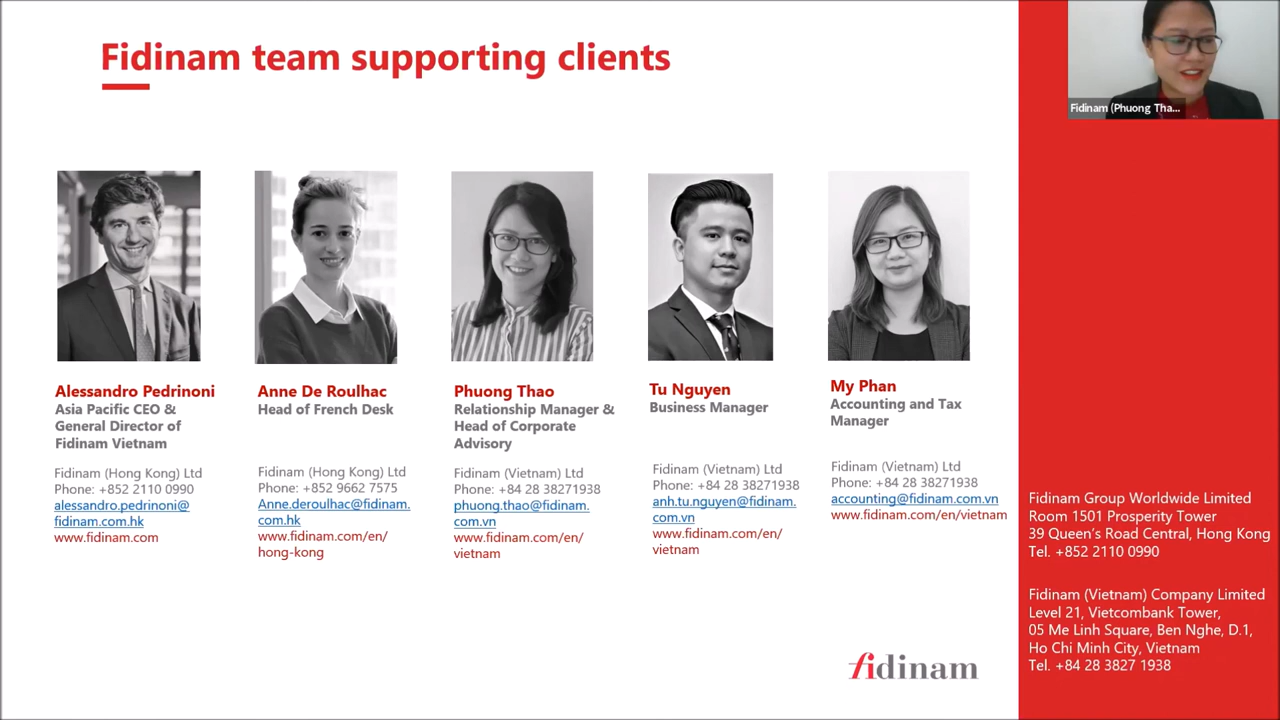 Fidinam team supporting clients
Fidinam (Phuong Tha...
Alessandro Pedrinoni
Asia Pacific CEO &
General Director of
Fidinam Vietnam
Fidinam (Hong Kong) Ltd
Phone: +852 2110 0990
alessandro.pedrinoni@
fidinam.com.hk
www.fidinam.com
Anne De Roulhac
Head of French Desk
Fidinam (Hong Kong) Ltd
Phone: +852 9662 7575
Anne.deroulhac@fidinam.
com.hk
www.fidinam.com/en/
hong-kong
Phuong Thao
Relationship Manager &
Head of Corporate
Advisory
Fidinam (Vietnam) Ltd
Phone: +84 28 38271938
phuong.thao@fidinam.
com.vn
www.fidinam.com/en/
vietnam
Tu Nguyen
Business Manager
Fidinam (Vietnam) Ltd
Phone: +84 28 38271938
anh.tu.nguyen@fidinam.
com.vn
www.fidinam.com/en/
vietnam
My Phan
Accounting and Tax
Manager
Fidinam (Vietnam) Ltd
Phone: +84 28 38271938
accounting@fidinam.com.vn
www.fidinam.com/en/vietnam
Fidinam Group Worldwide Limited
Room 1501 Prosperity Tower
39 Queen's Road Central, Hong Kong
Tel. +852 2110 0990
Fidinam (Vietnam) Company Limited
Level 21, Vietcombank Tower,
05 Me Linh Square, Ben Nghe, D.1,
Ho Chi Minh City, Vietnam
Tel. +84 28 3827 1938
fidinam